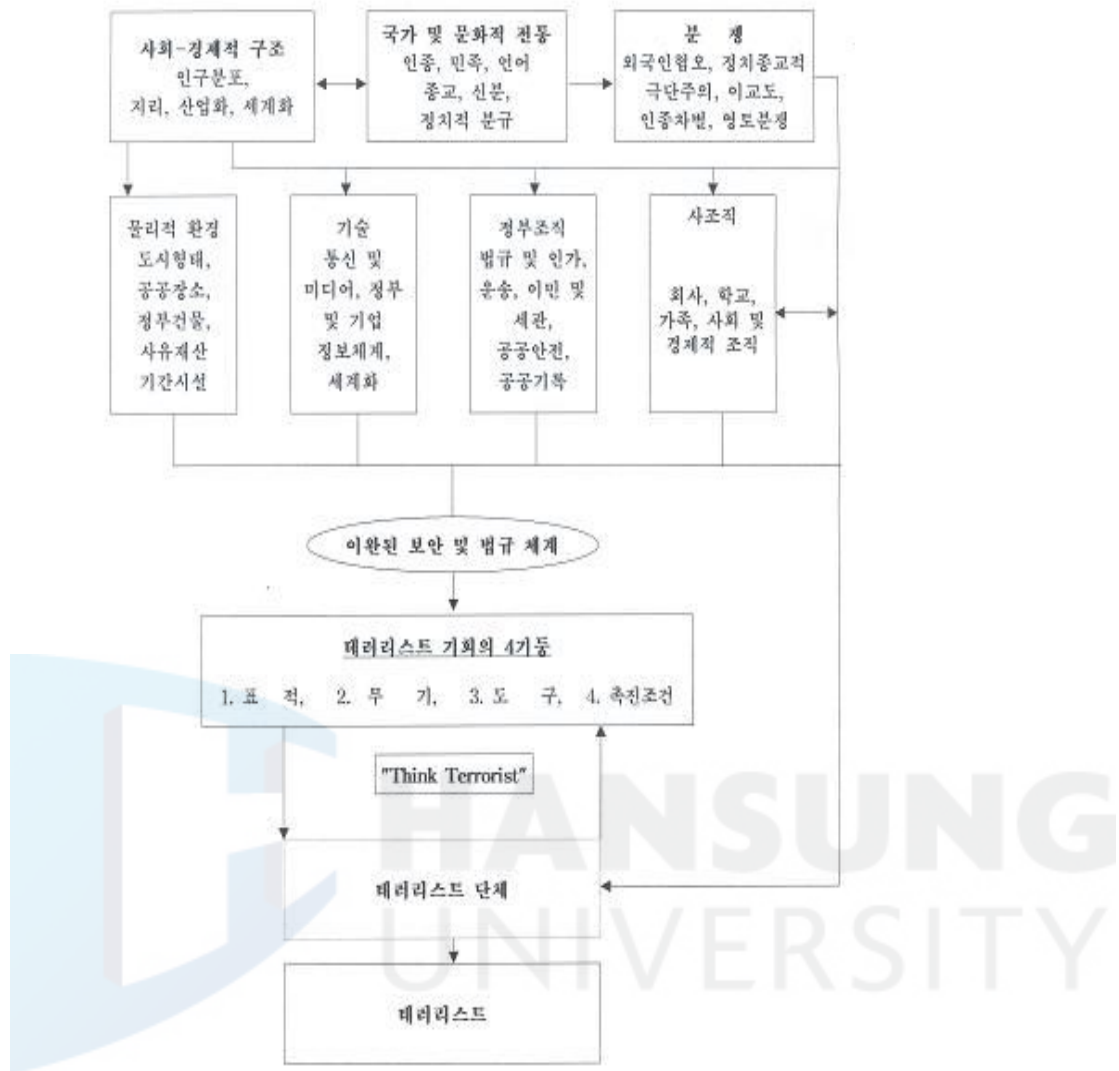 사회-경제적 구조
인구분포,
지리, 산업화, 세계화
국가 및 문화적 전통
인종, 민족, 언어
종교, 신분,
정치적 분규
분 쟁
외국인혐오, 정치종교적
극단주의, 이교도,
인종차별, 영토분쟁
물리적 환경
도시형태,
공공장소,
정부건물,
사유재산
기간시설
기술
통신 및
미디어, 정부
및 기업
정보체계,
세계화
정부조직
법규 및 인가,
운송, 이민 및
세관,
공공안전,
공공기록
사조직
회사, 학교,
가족, 사회 및
경제적 조직
이완된 보안 및 법규 체계
테러리스트 기회의 4기둥
1. 표 적, 2. 무 기, 3. 도 구, 4. 촉진조건
"Think Terrorist"
테러리스트 단체
테러리스트
HANSUNG
UNIVERSITY